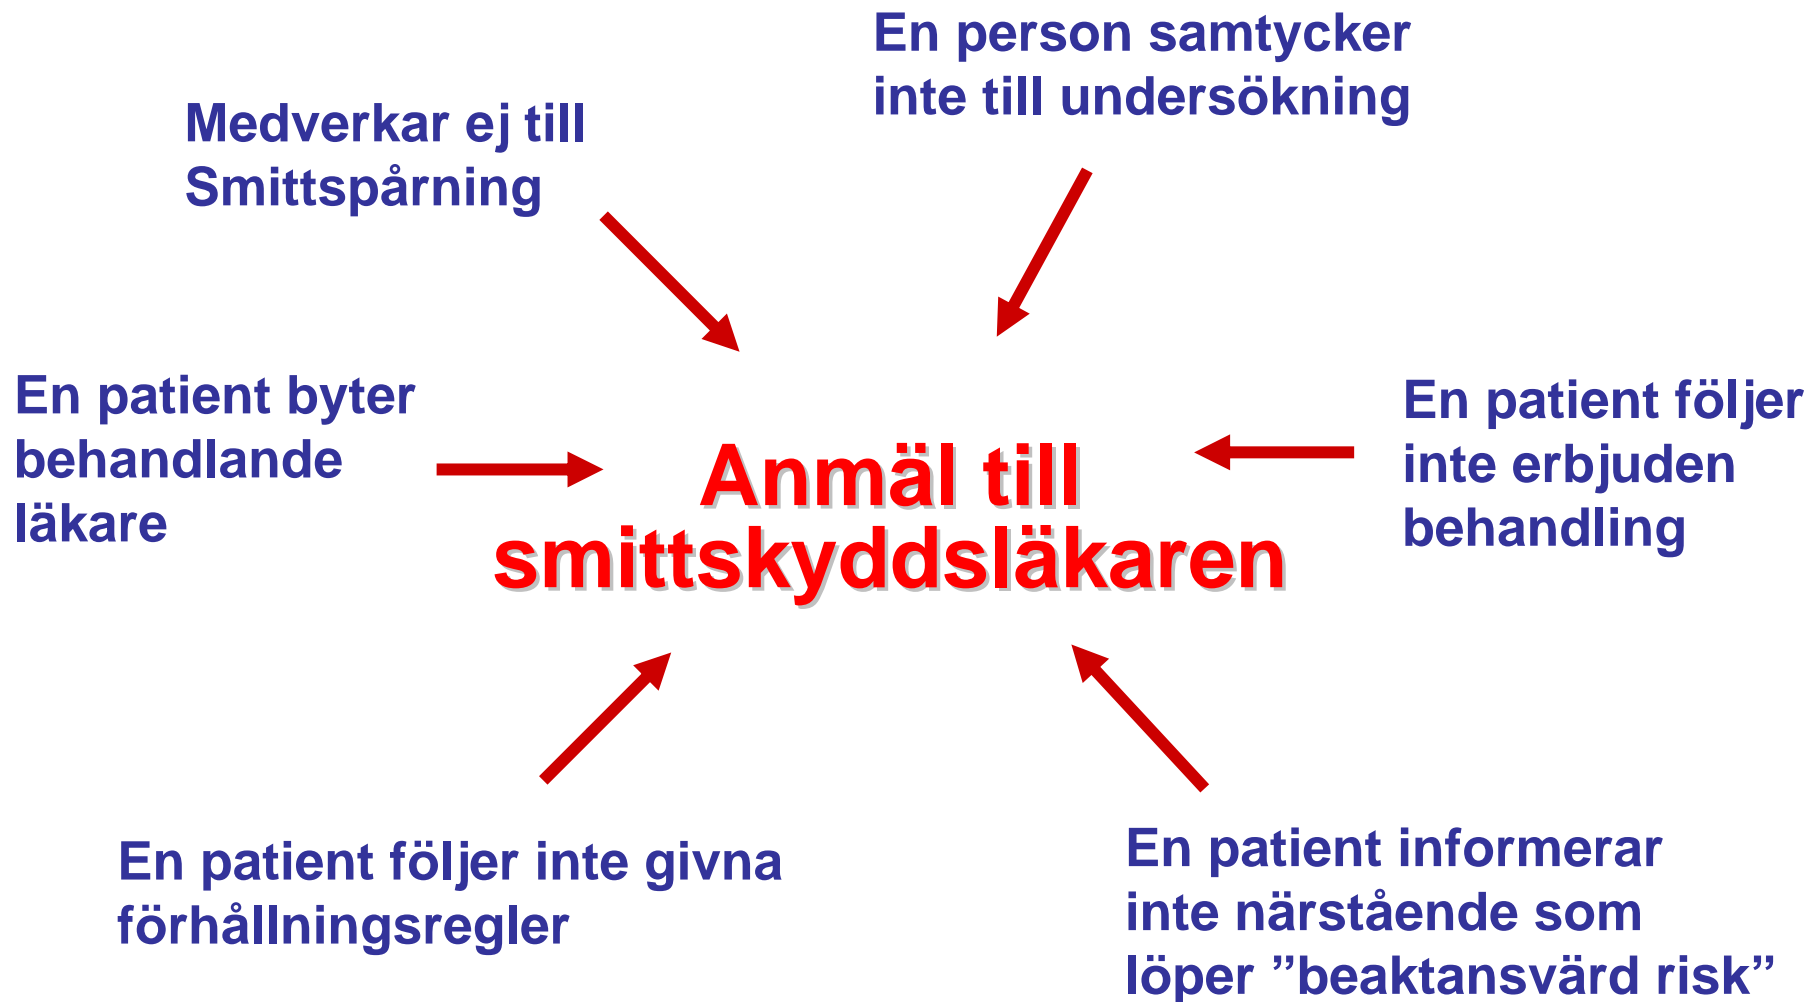 En person samtycker
inte till undersökning
Medverkar ej till
Smittspårning
En patient byter
behandlande
läkare
Anmäl till
smittskyddsläkaren
En patient följer
inte erbjuden
behandling
En patient följer inte givna
förhållningsregler
En patient informerar
inte närstående som
löper ”beaktansvärd risk”